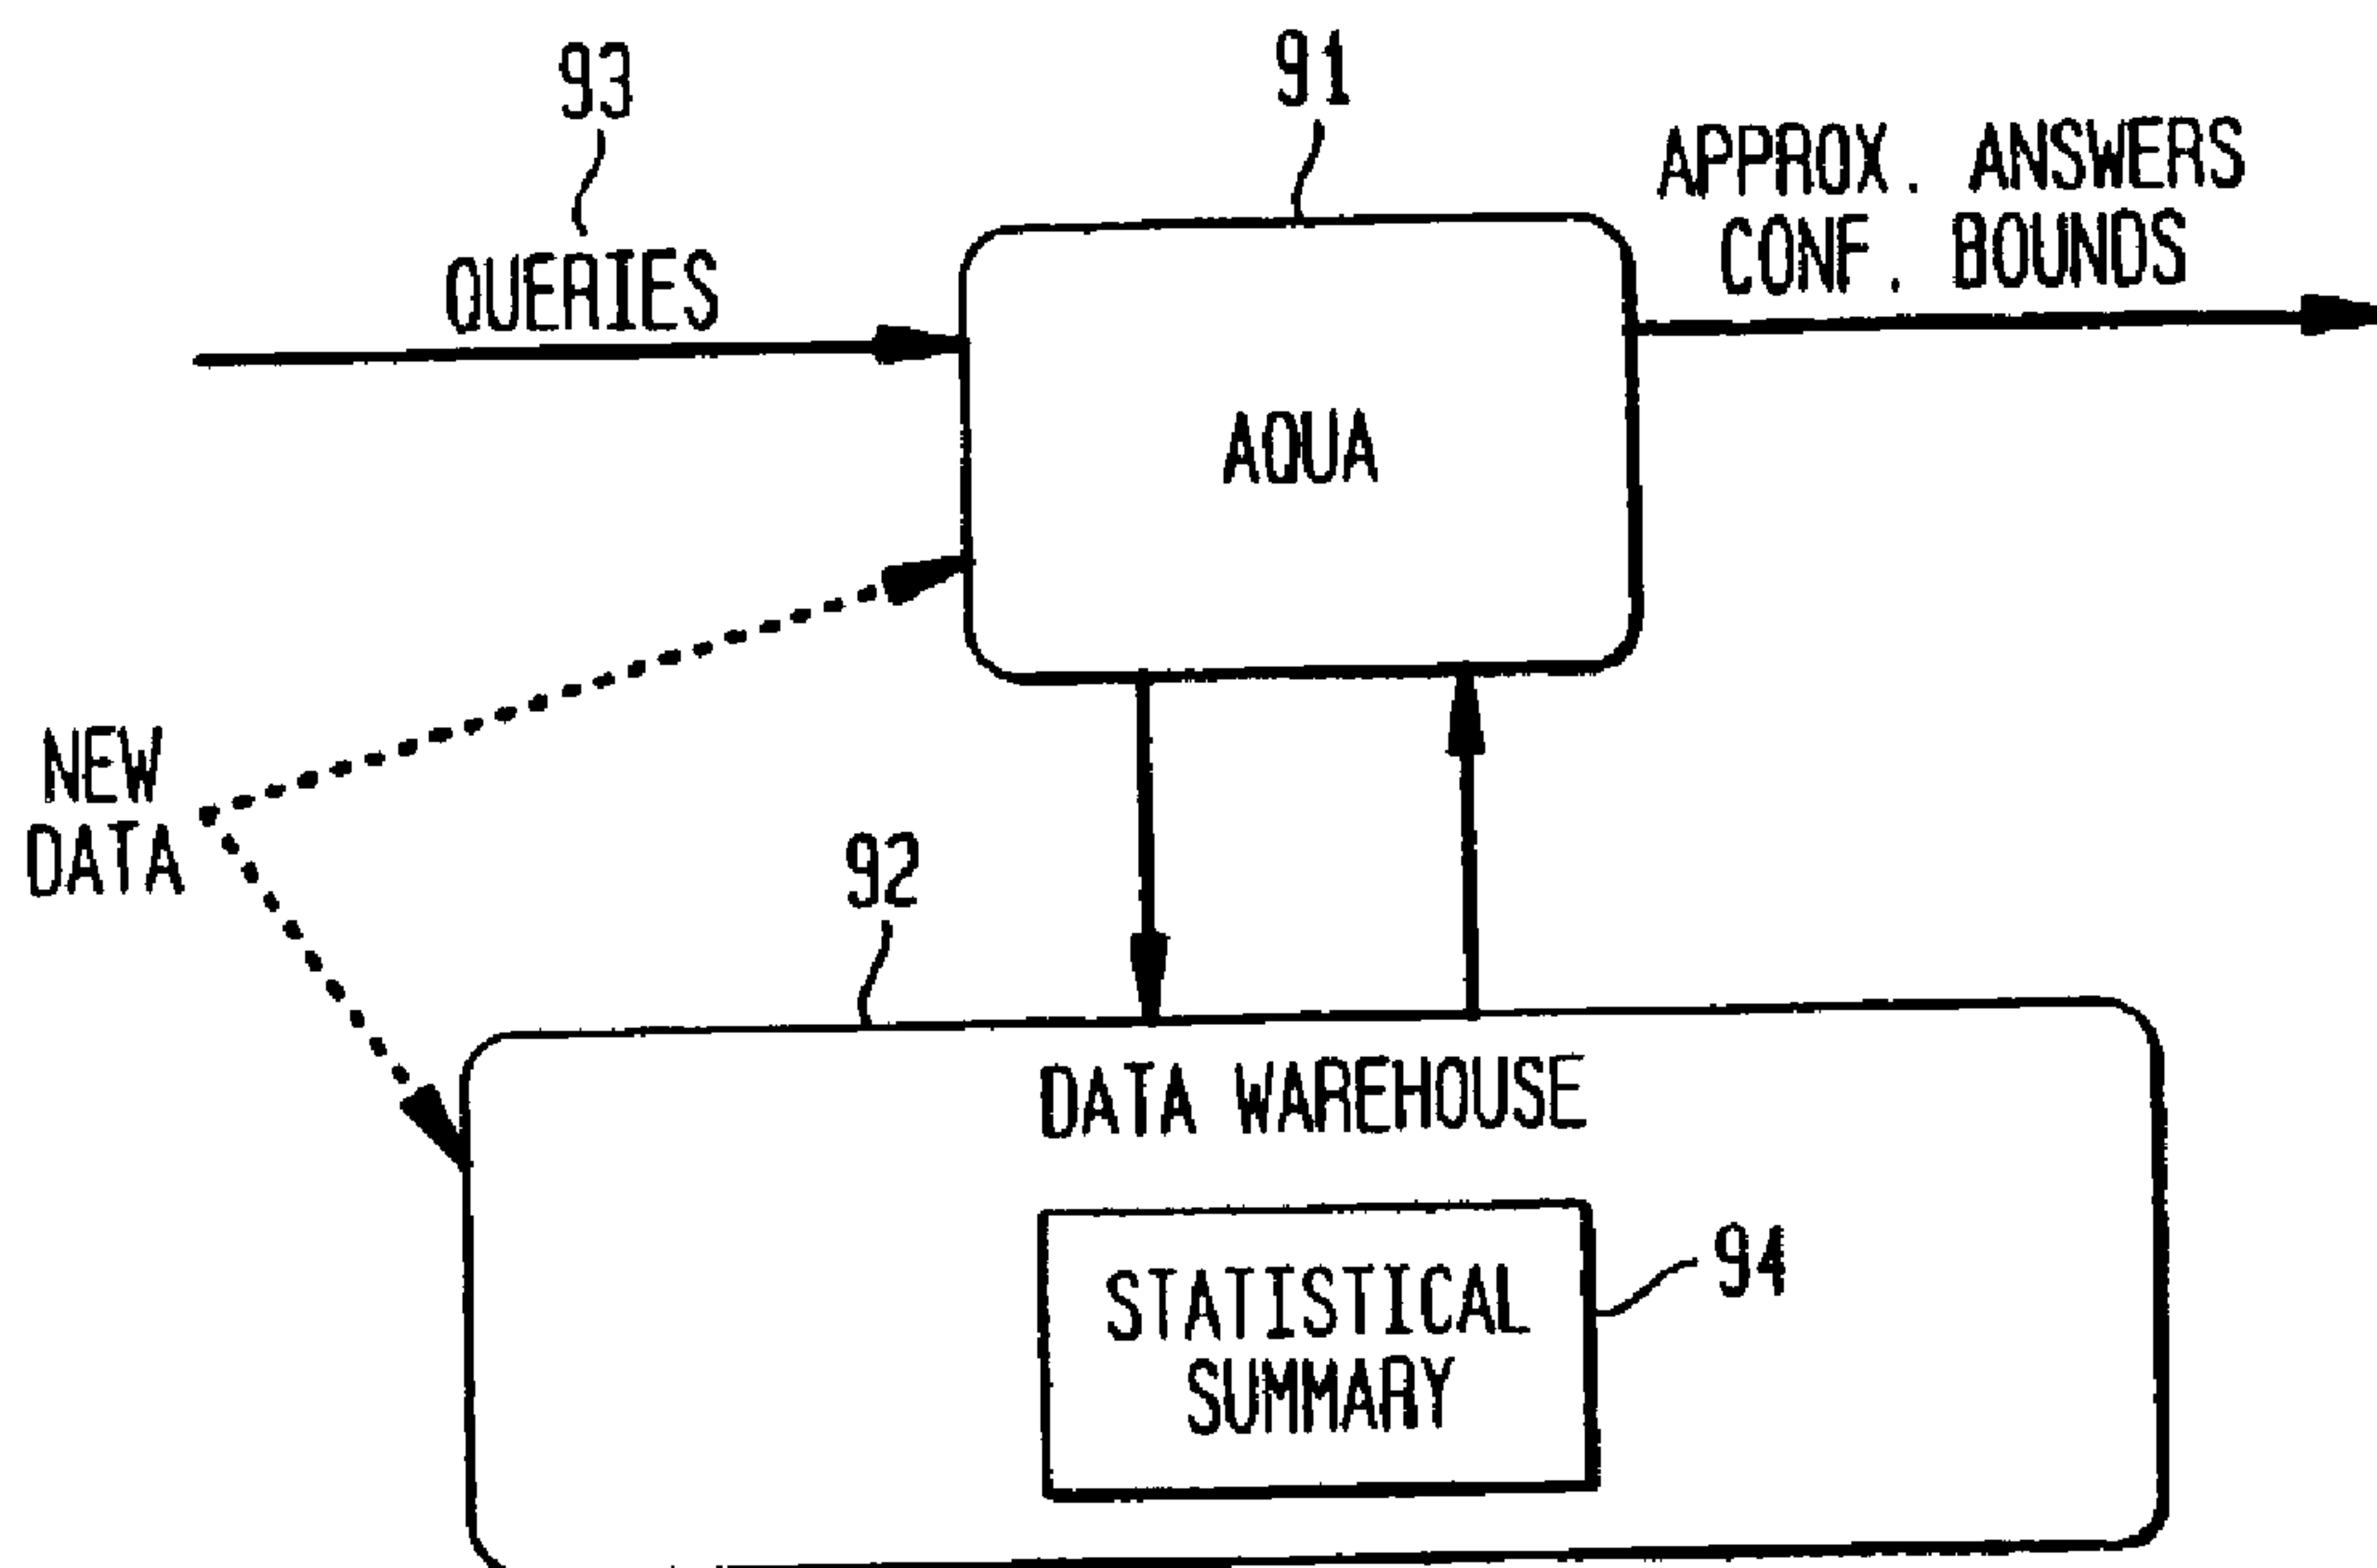 93
91
QUERIES
APPROX. ANSWERS
CONF. BOUNDS
AQUA
NEW
DATA
92
DATA WAREHOUSE
STATISTICAL
SUMMARY
94